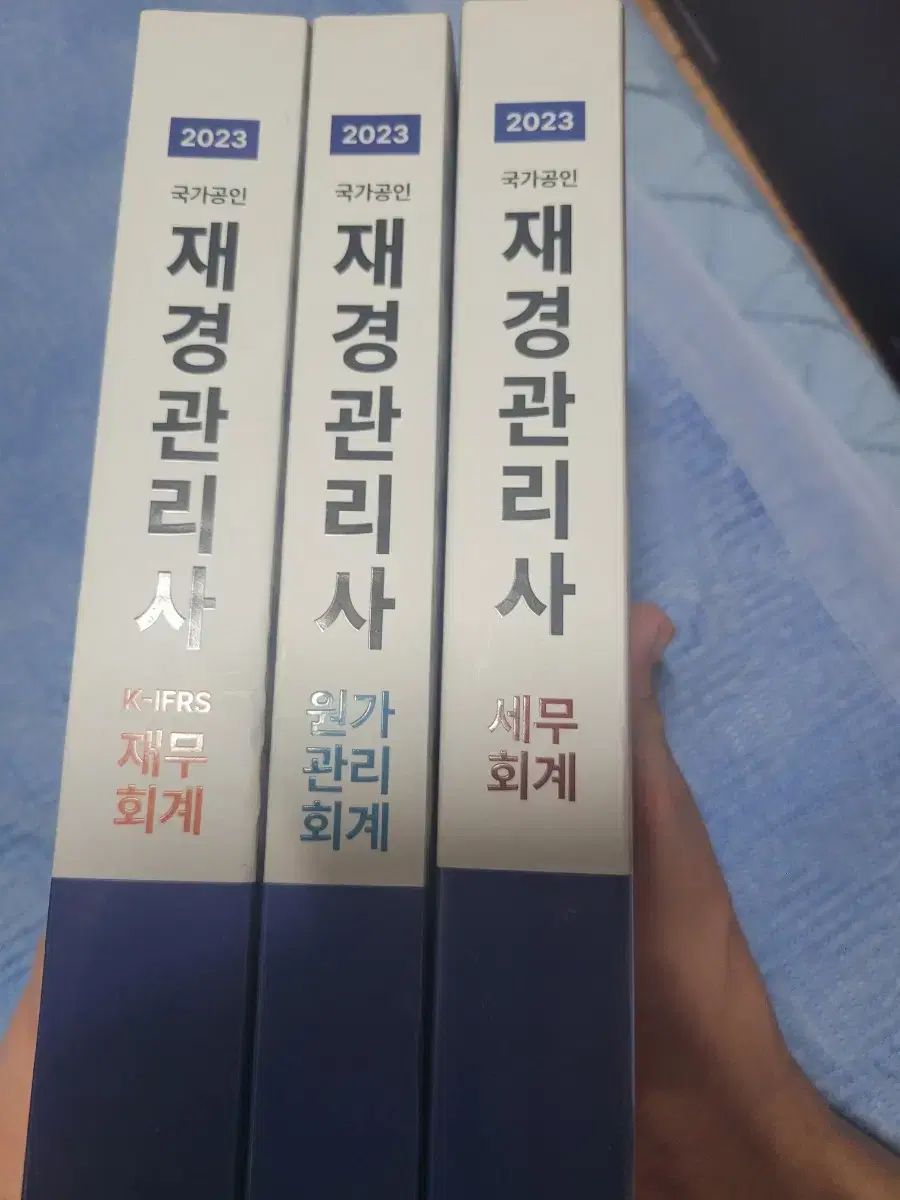 2023
국가공인
재경관리사
K-IFRS
재무
회계
2023
국가공인
재경관리사
원가
관리
회계
2023
국가공인
재경관리사
세무
회계